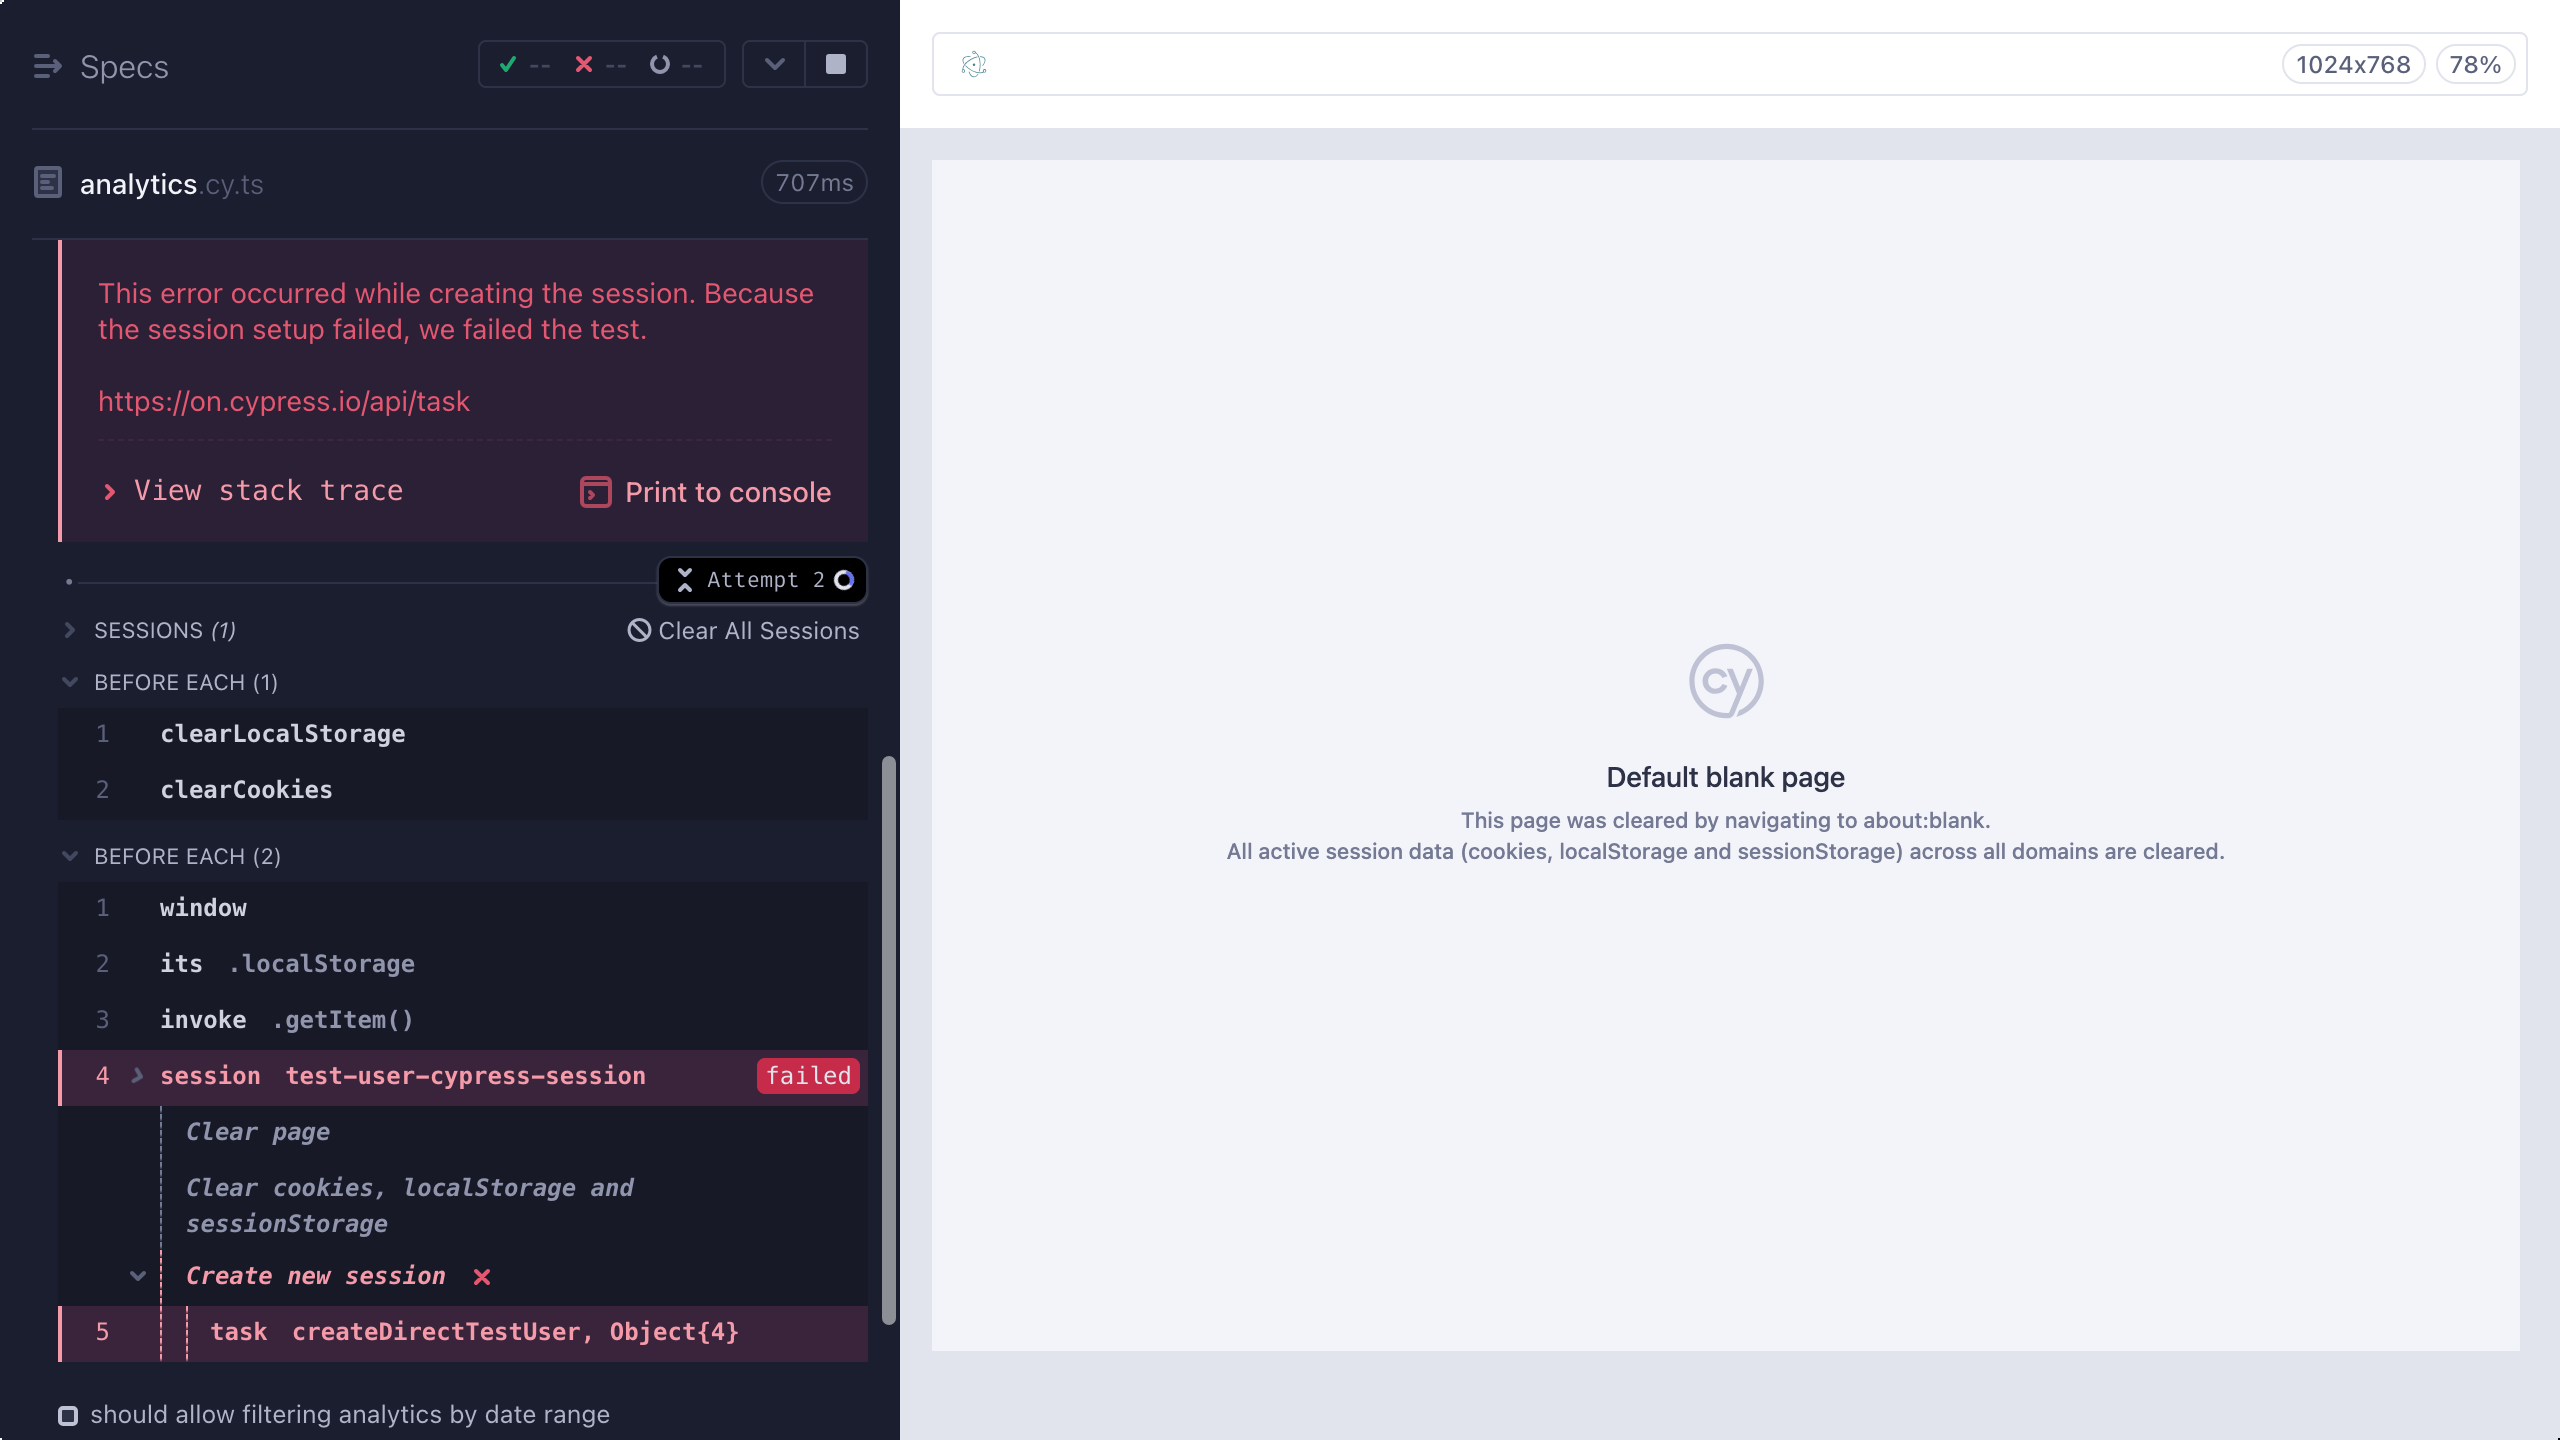 Specs
-- -- --
analytics.cy.ts
707ms
This error occurred while creating the session. Because
the session setup failed, we failed the test.
https://on.cypress.io/api/task
View stack trace
Print to console
Attempt 2
SESSIONS (1)
Clear All Sessions
BEFORE EACH (1)
1 clearLocalStorage
2 clearCookies
BEFORE EACH (2)
1 window
2 its .localStorage
3 invoke .getItem()
4 session test-user-cypress-session failed
Clear page
Clear cookies, localStorage and
sessionStorage
Create new session
5 task createDirectTestUser, Object{4}
should allow filtering analytics by date range
1024x768
78%
cy
Default blank page
This page was cleared by navigating to about:blank.
All active session data (cookies, localStorage and sessionStorage) across all domains are cleared.